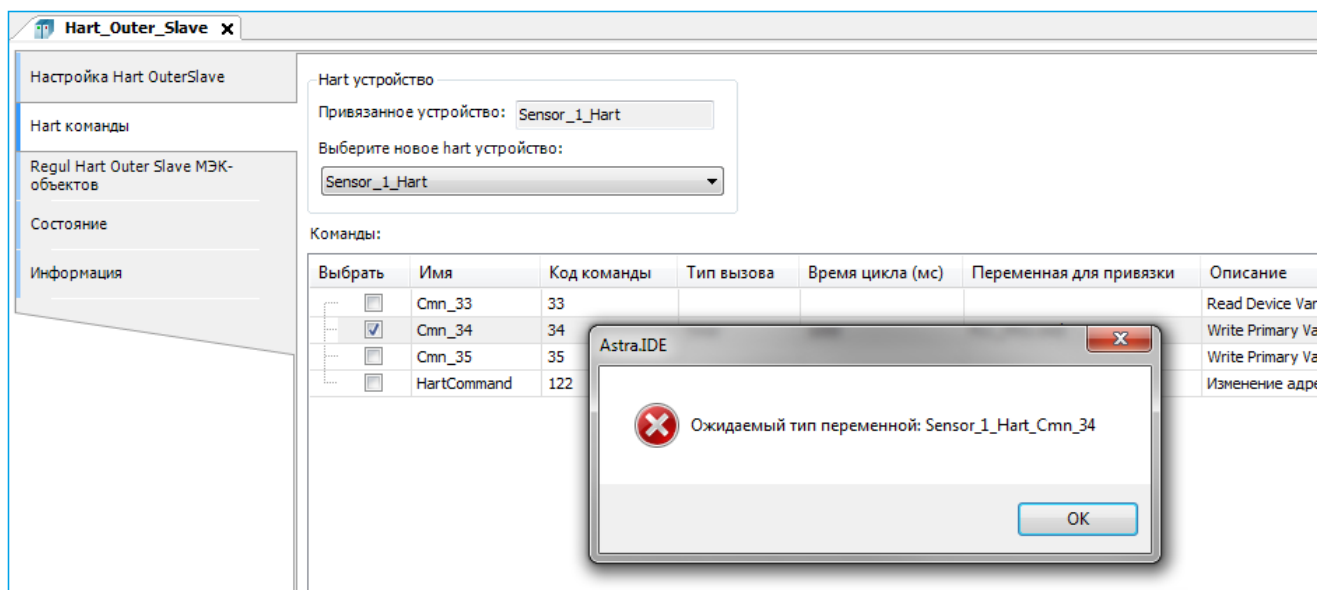 Hart_Outer_Slave x
Настройка Hart OuterSlave
Hart команды
Regul Hart Outer Slave МЭК-
объектов
Состояние
Информация
Hart устройство
Привязанное устройство: Sensor_1_Hart
Выберите новое hart устройство:
Sensor_1_Hart
Команды:
Выбрать Имя Код команды Тип вызова Время цикла (мс) Переменная для привязки Описание
Cmn_33 33 Read Device Var
Cmn_34 34 Write Primary Va
Cmn_35 35 Write Primary Va
HartCommand 122 Изменение адре
Astra.IDE
Ожидаемый тип переменной: Sensor_1_Hart_Cmn_34
OK